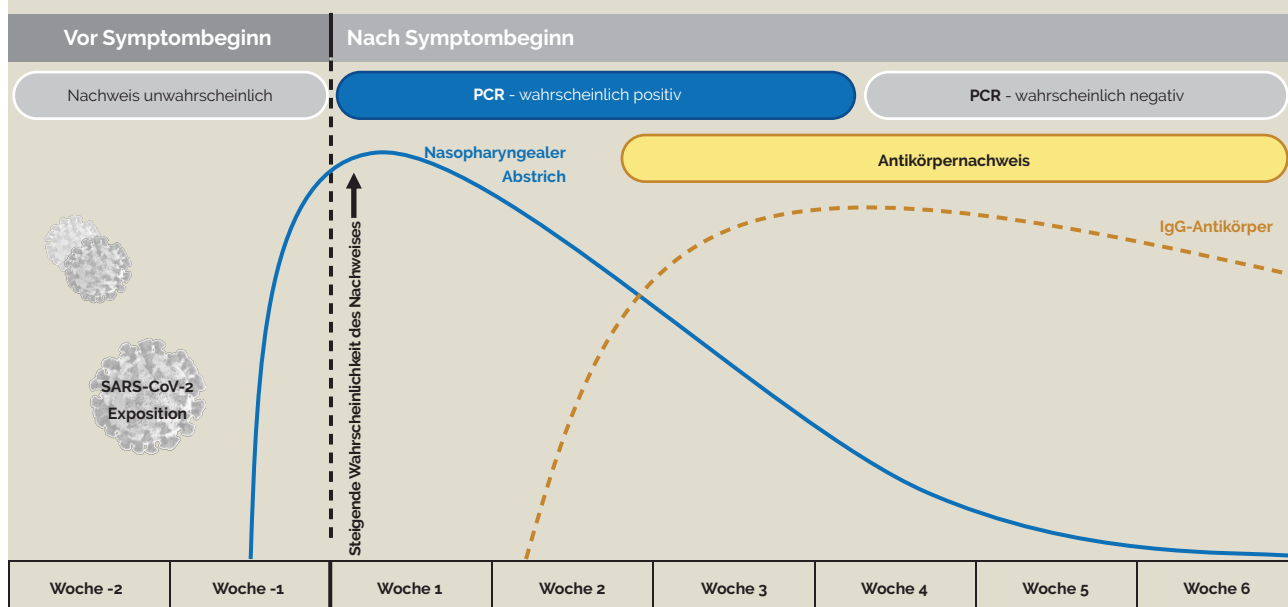 Vor Symptombeginn
Nach Symptombeginn
Nachweis unwahrscheinlich
PCR - wahrscheinlich positiv
PCR - wahrscheinlich negativ
Nasopharyngealer
Abstrich
Antikörpernachweis
IgG-Antikörper
Steigende Wahrscheinlichkeit des Nachweises
SARS-CoV-2
Exposition
Woche -2
Woche -1
Woche 1
Woche 2
Woche 3
Woche 4
Woche 5
Woche 6